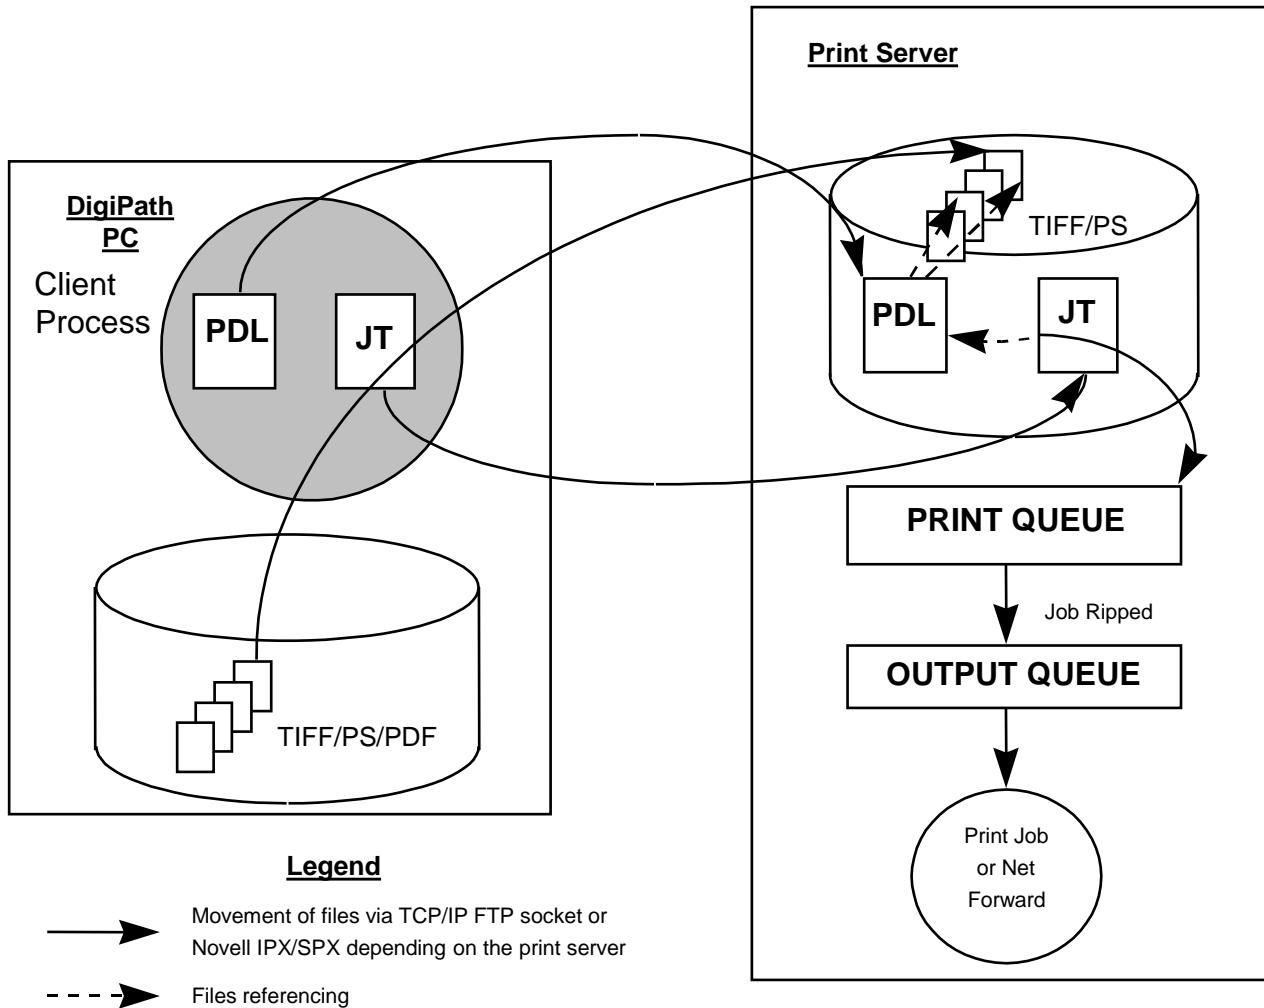 Print Server
DigiPath
PC
Client
Process
PDL
JT
TIFF/PS
PDL
JT
PRINT QUEUE
Job Ripped
OUTPUT QUEUE
TIFF/PS/PDF
Print Job
or Net
Forward
Legend
Movement of files via TCP/IP FTP socket or
Novell IPX/SPX depending on the print server
Files referencing